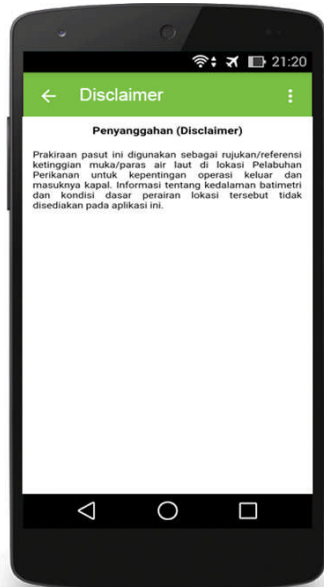 21:20
Disclaimer
Penyanggahan (Disclaimer)
Prakiraan pasut ini digunakan sebagai rujukan/referensi
ketinggian muka/paras air laut di lokasi Pelabuhan
Perikanan untuk kepentingan operasi keluar dan
masuknya kapal. Informasi tentang kedalaman batimetri
dan kondisi dasar perairan lokasi tersebut tidak
disediakan pada aplikasi ini.